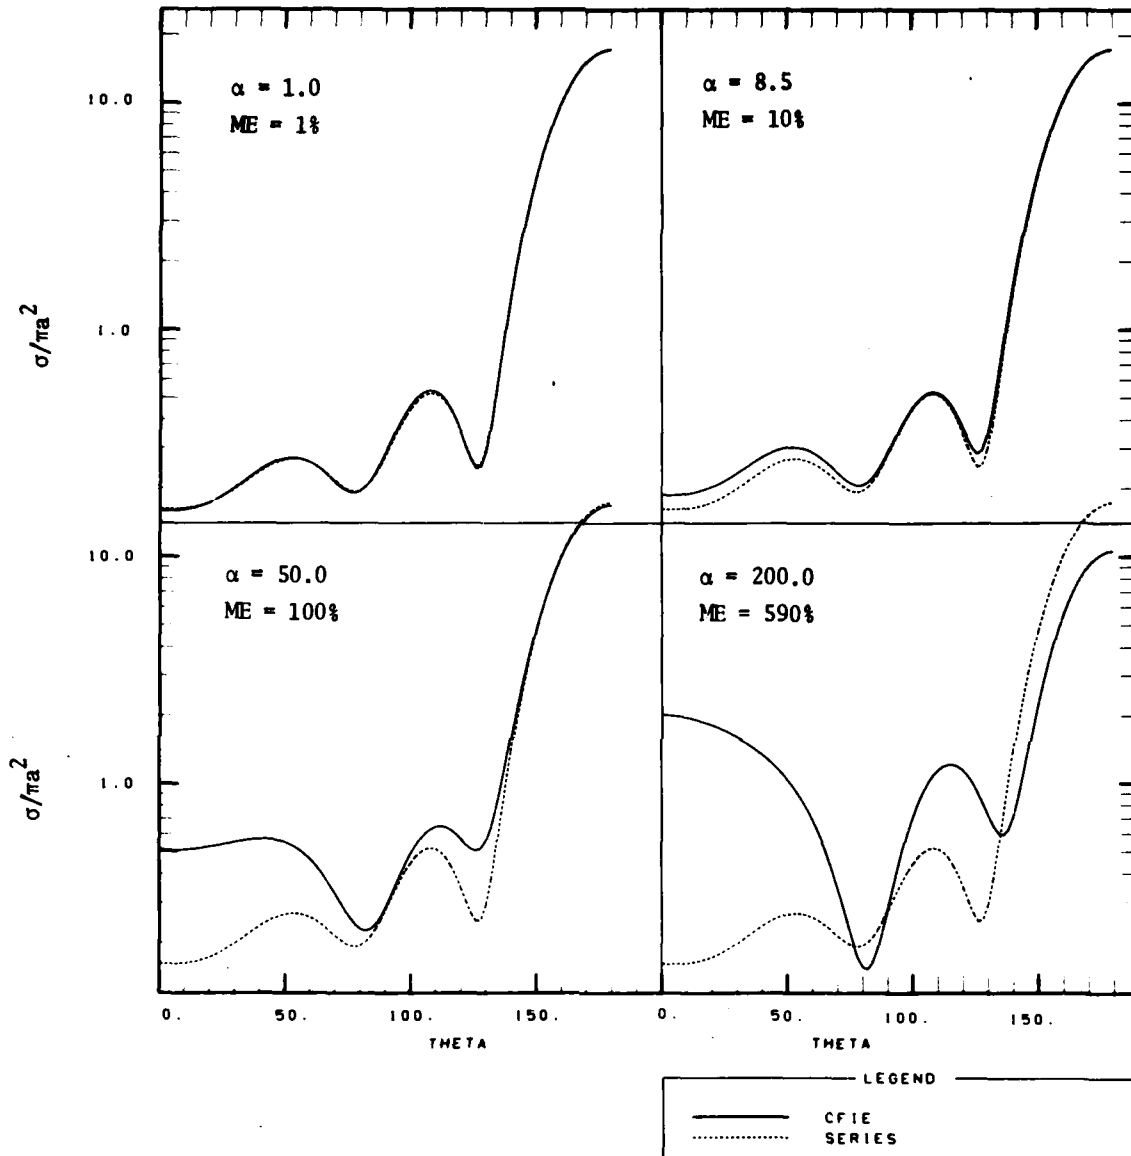 α = 1.0
ME = 1%
α = 8.5
ME = 10%
10.0
1.0
σ/πa²
α = 50.0
ME = 100%
α = 200.0
ME = 590%
10.0
1.0
σ/πa²
0. 50. 100. 150.
THETA
0. 50. 100. 150.
THETA
LEGEND
CFIE
SERIES